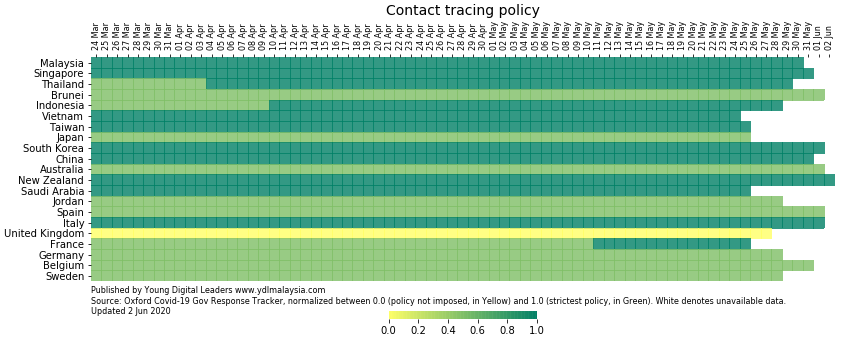 Contact tracing policy
24 Mar
25 Mar
26 Mar
27 Mar
28 Mar
29 Mar
30 Mar
31 Mar
01 Apr
02 Apr
03 Apr
04 Apr
05 Apr
06 Apr
07 Apr
08 Apr
09 Apr
10 Apr
11 Apr
12 Apr
13 Apr
14 Apr
15 Apr
16 Apr
17 Apr
18 Apr
19 Apr
20 Apr
21 Apr
22 Apr
23 Apr
24 Apr
25 Apr
26 Apr
27 Apr
28 Apr
29 Apr
30 Apr
01 May
02 May
03 May
04 May
05 May
06 May
07 May
08 May
09 May
10 May
11 May
12 May
13 May
14 May
15 May
16 May
17 May
18 May
19 May
20 May
21 May
22 May
23 May
24 May
25 May
26 May
27 May
28 May
29 May
30 May
31 May
01 Jun
02 Jun
Malaysia
Singapore
Thailand
Brunei
Indonesia
Vietnam
Taiwan
Japan
South Korea
China
Australia
New Zealand
Saudi Arabia
Jordan
Spain
Italy
United Kingdom
France
Germany
Belgium
Sweden
Published by Young Digital Leaders www.ydlmalaysia.com
Source: Oxford Covid-19 Gov Response Tracker, normalized between 0.0 (policy not imposed, in Yellow) and 1.0 (strictest policy, in Green). White denotes unavailable data.
Updated 2 Jun 2020
0.0 0.2 0.4 0.6 0.8 1.0